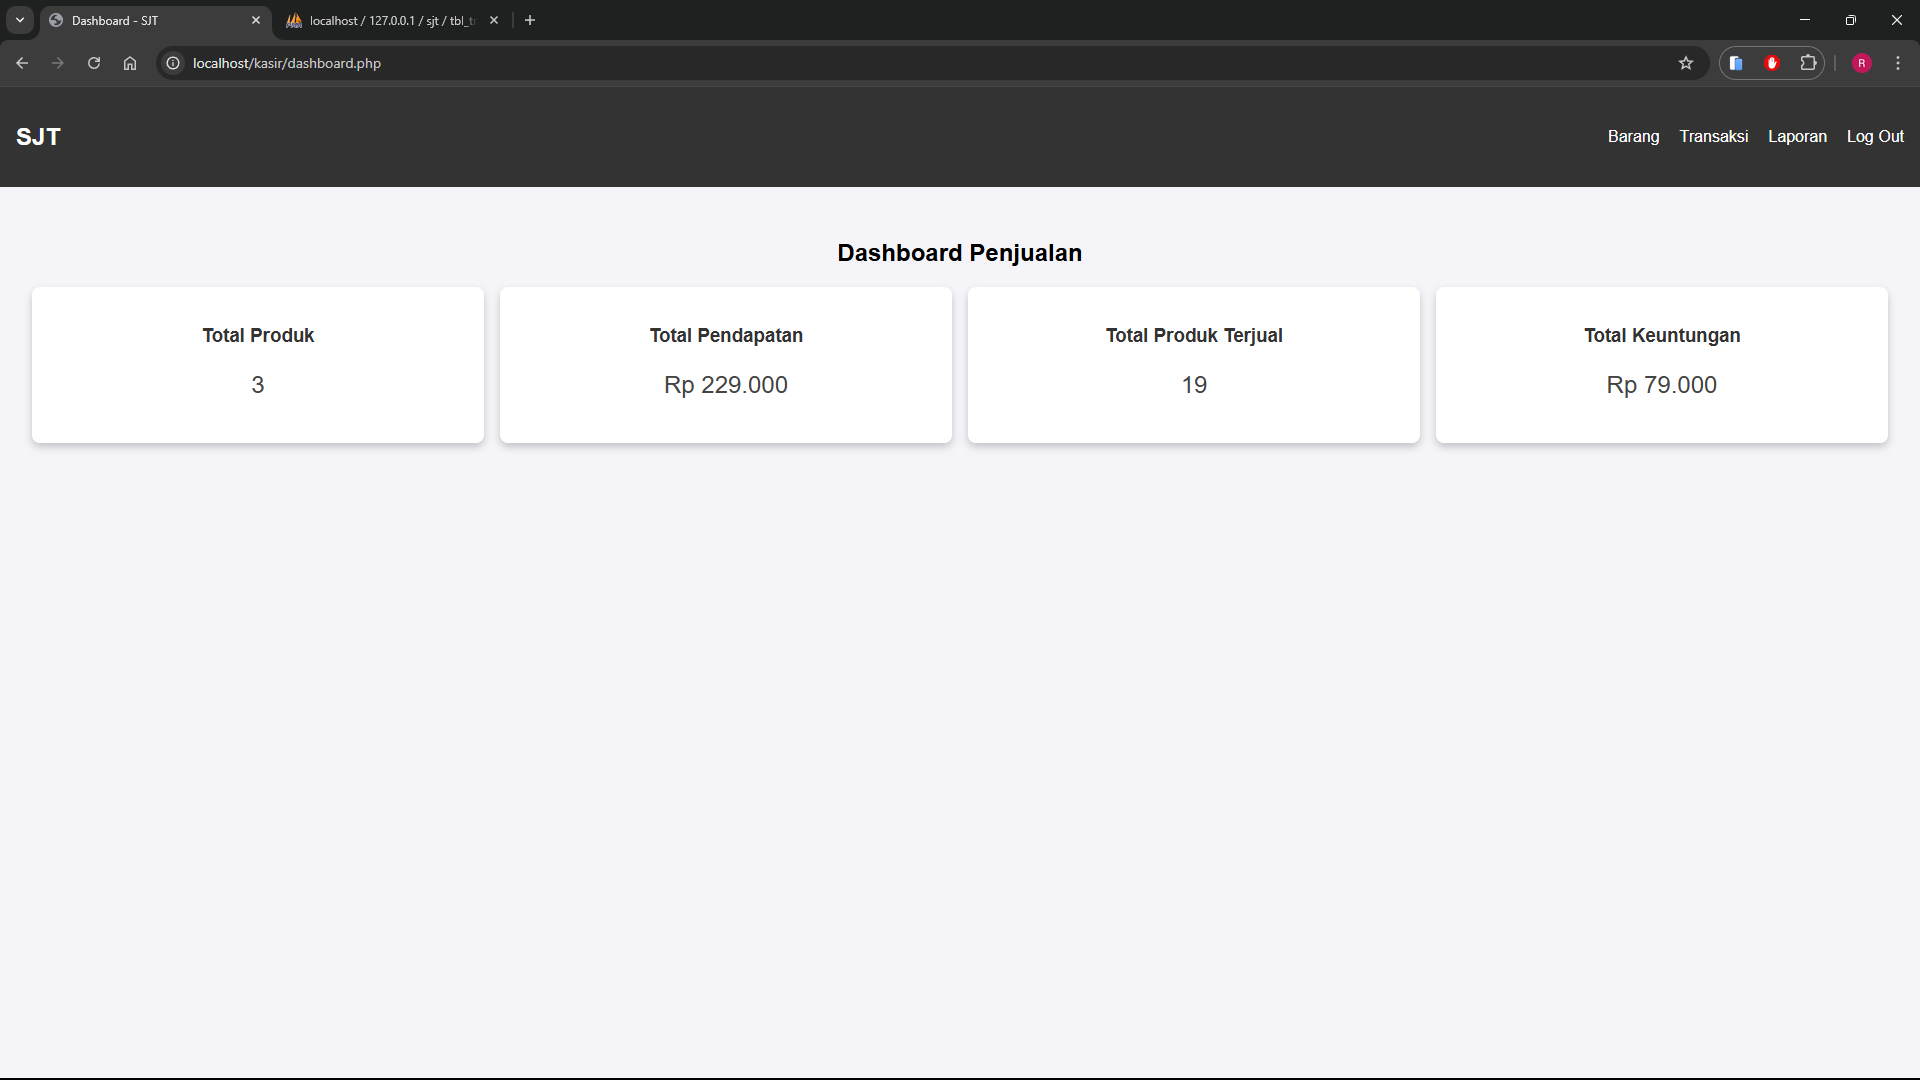 Dashboard - SJT
localhost / 127.0.0.1 / sjt / tbl_t
localhost/kasir/dashboard.php
R
SJT
Barang Transaksi Laporan Log Out
Dashboard Penjualan
Total Produk
3
Total Pendapatan
Rp 229.000
Total Produk Terjual
19
Total Keuntungan
Rp 79.000